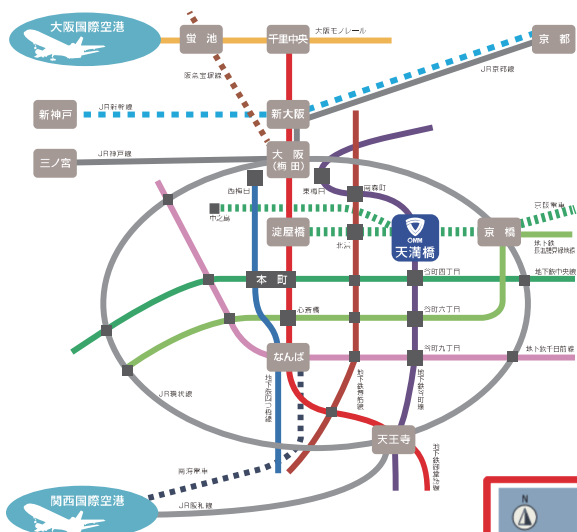 大阪国際空港
蛍池
千里中央
大阪モノレール
京都
阪急宝塚線
JR京都線
新神戸
JR新幹線
新大阪
三ノ宮
JR神戸線
大阪
(梅田)
西梅田
東梅田
南森町
中之島
淀屋橋
北浜
OMM
天満橋
京橋
京阪電車
地下鉄
長堀鶴見緑地線
本町
谷町四丁目
地下鉄中央線
心斎橋
谷町六丁目
なんば
谷町九丁目
地下鉄千日前線
JR環状線
地下鉄四つ橋線
地下鉄堺筋線
地下鉄谷町線
天王寺
地下鉄御堂筋線
南海電車
関西国際空港
JR阪和線
N